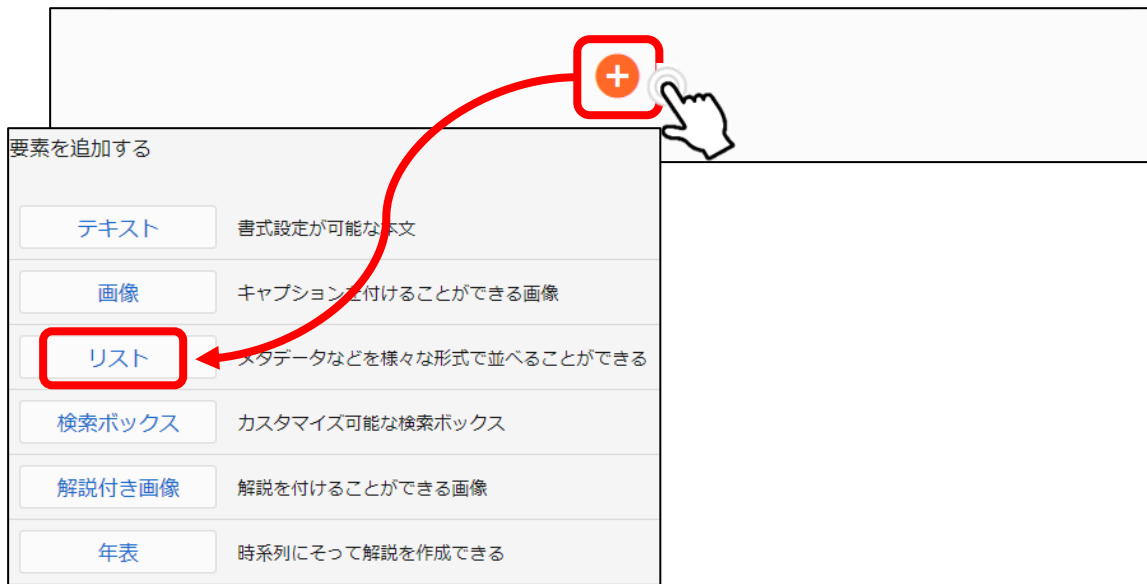 要素を追加する
テキスト 書式設定が可能な本文
画像 キャプションを付けることができる画像
リスト メタデータなどを様々な形式で並べることができる
検索ボックス カスタマイズ可能な検索ボックス
解説付き画像 解説を付けることができる画像
年表 時系列にそって解説を作成できる